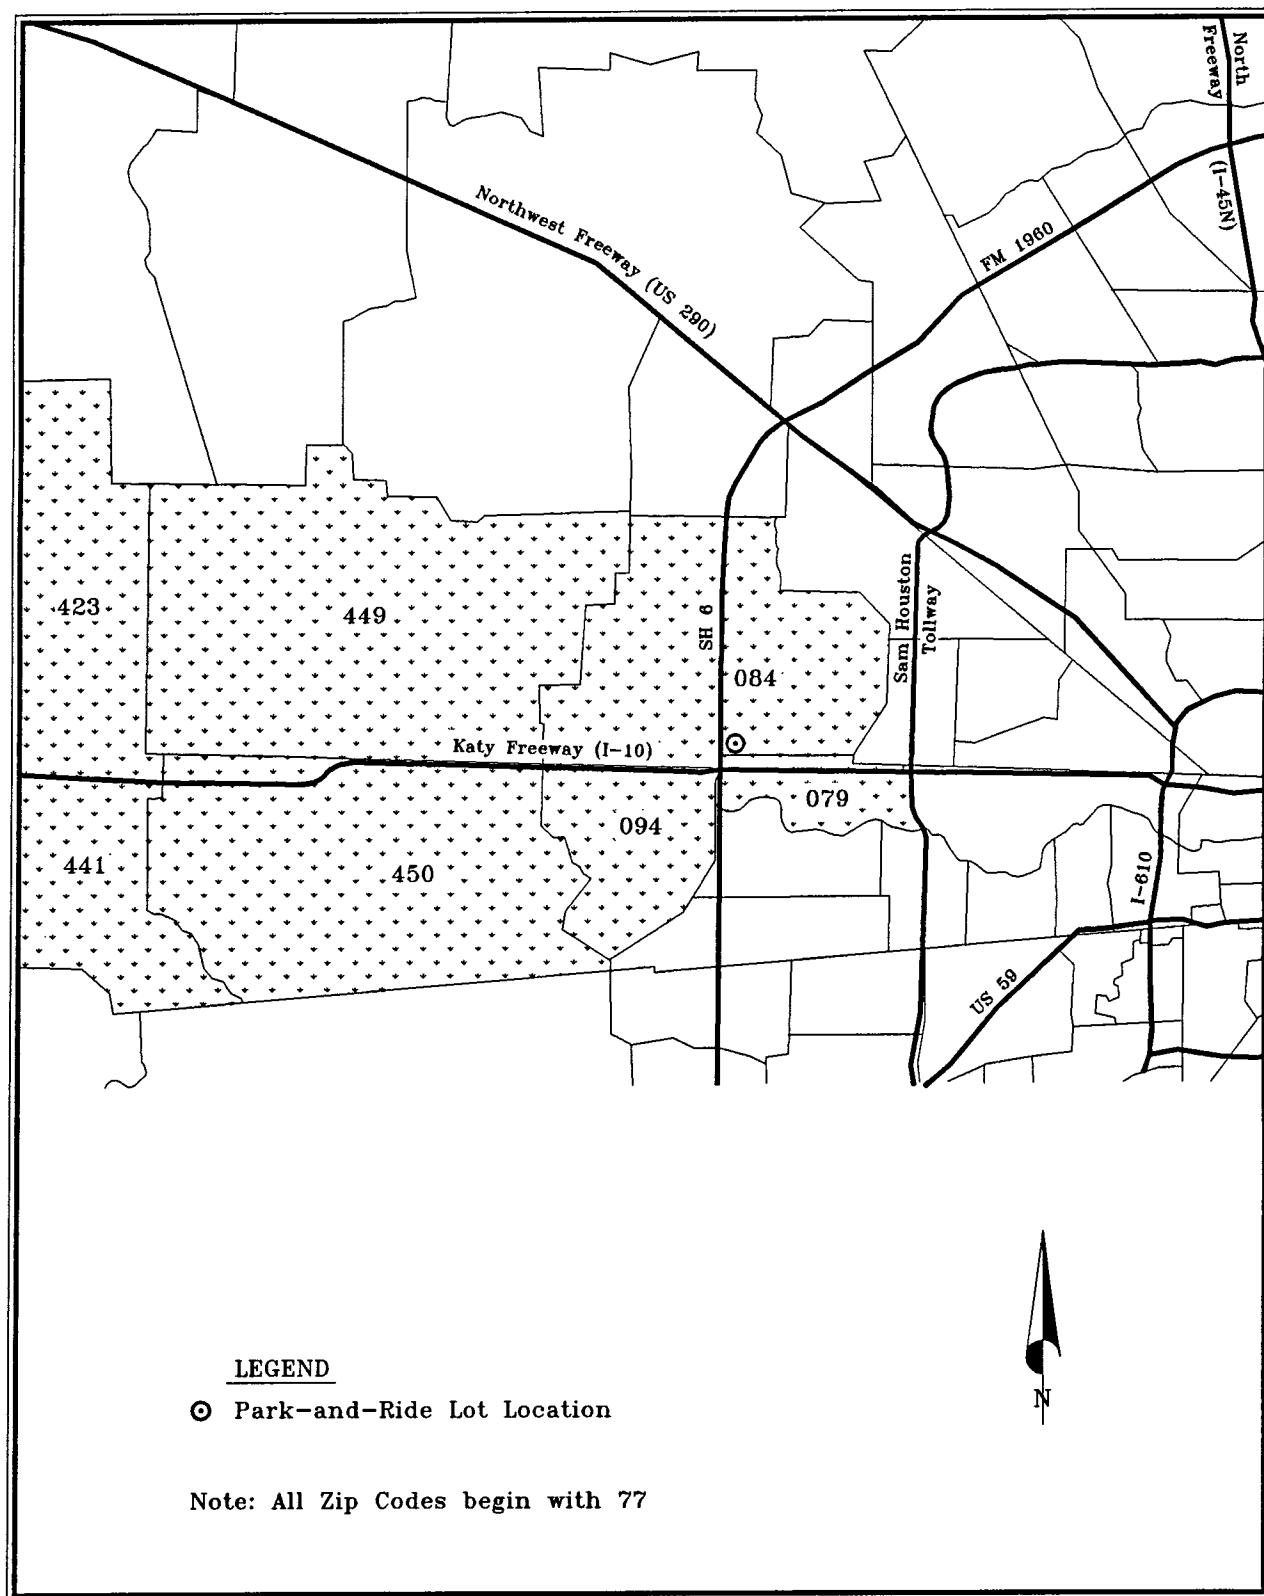 North
Freeway
(I-45N)
Northwest Freeway (US 290)
FM 1960
423
449
SH 6
Sam Houston
Tollway
084
Katy Freeway (I-10)
079
094
441
450
I-610
US 59
LEGEND
Park-and-Ride Lot Location
N
Note: All Zip Codes begin with 77